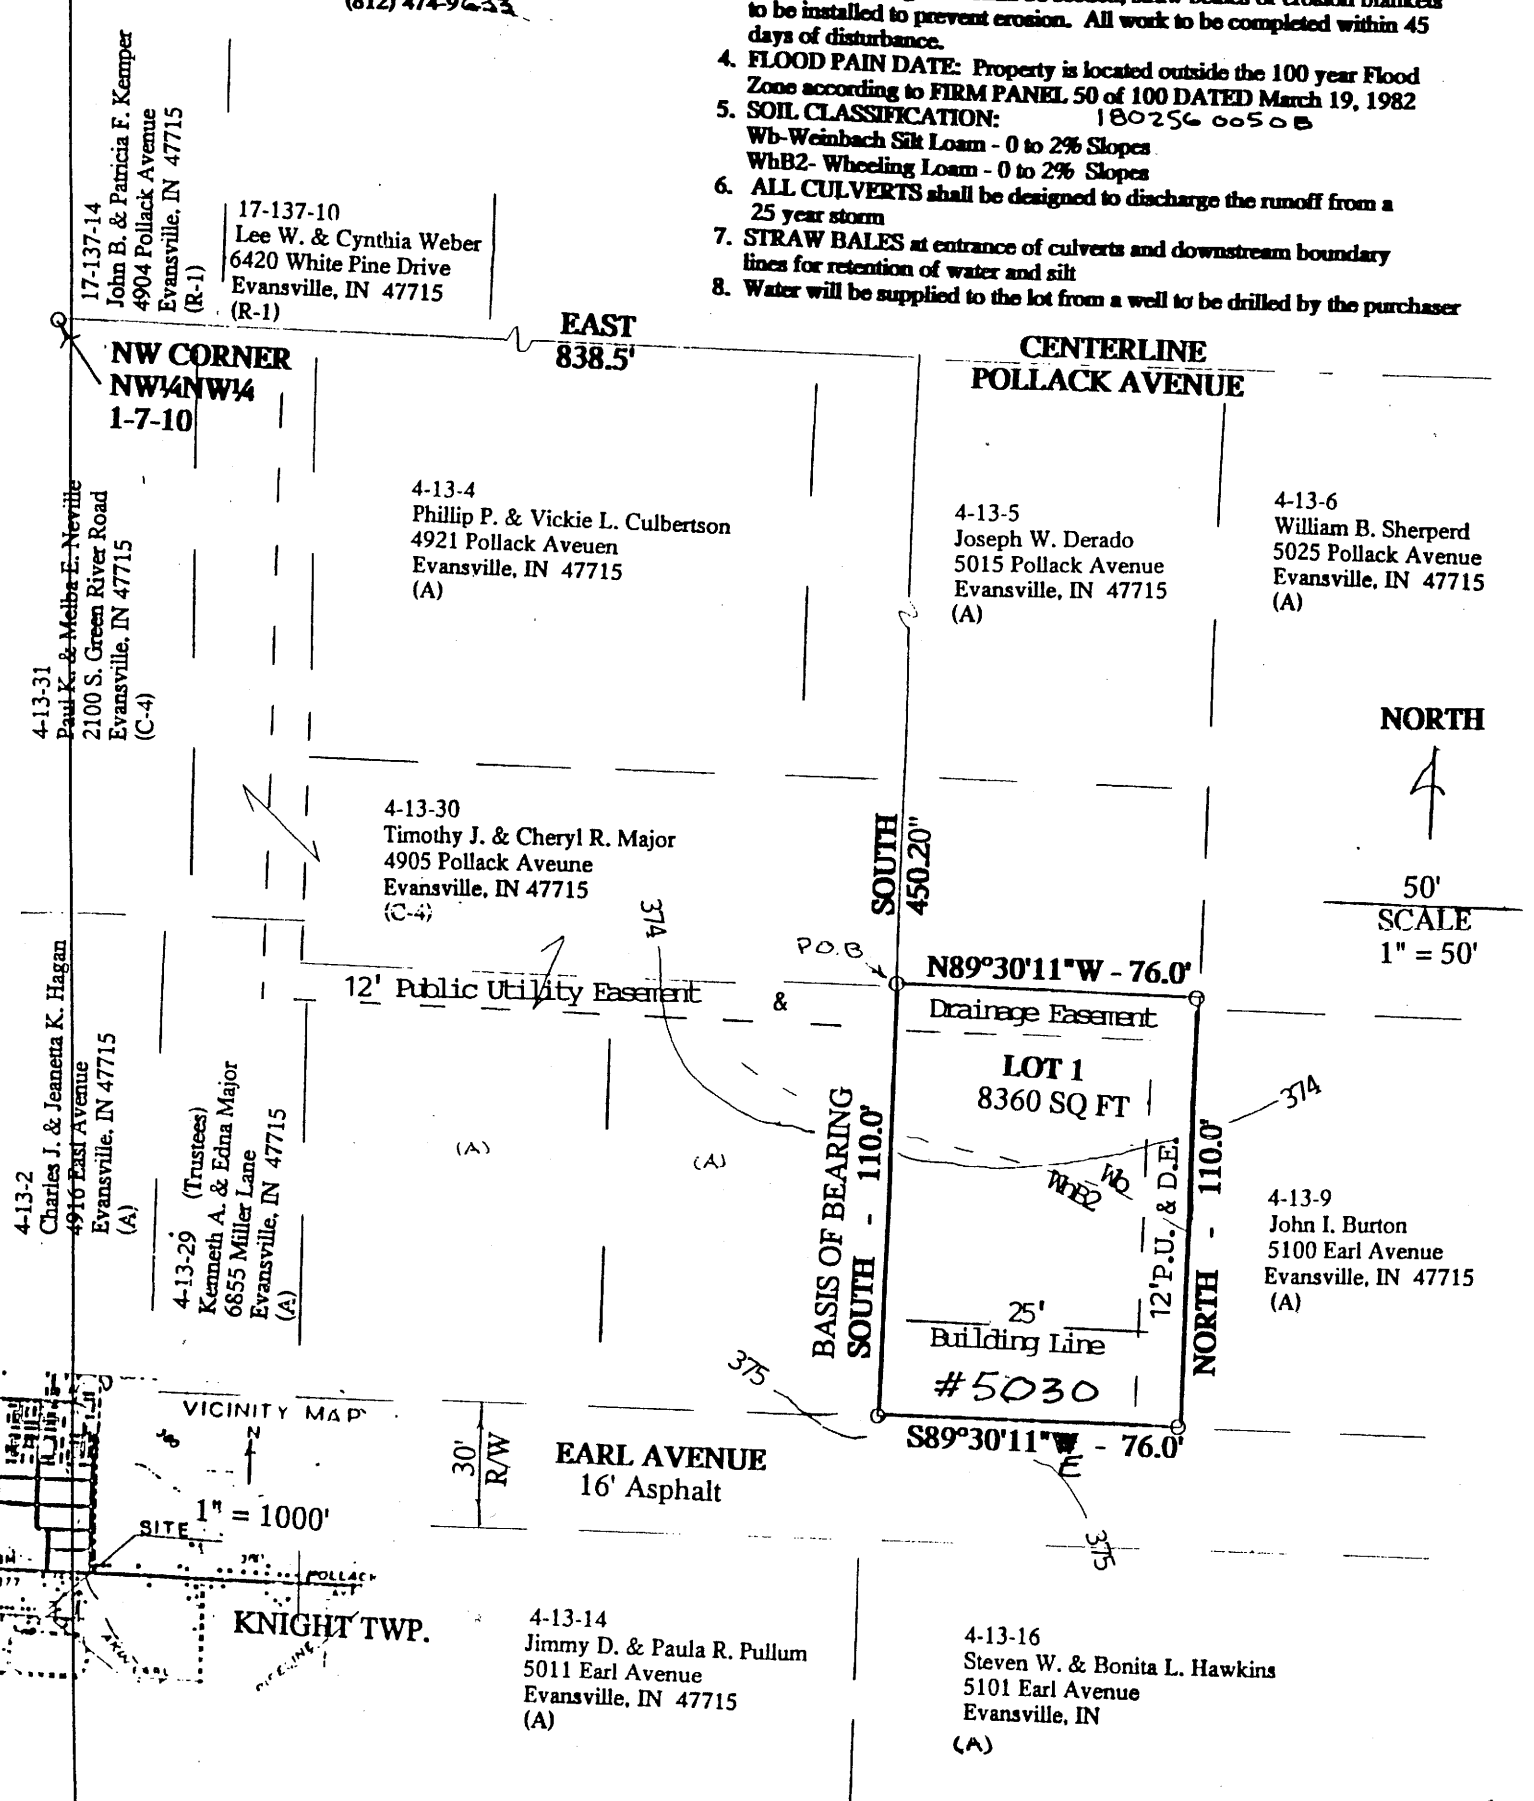 (812) 474-9633
to be installed to prevent erosion. All work to be completed within 45
days of disturbance.
4. FLOOD PAIN DATE: Property is located outside the 100 year Flood
Zone according to FIRM PANEL 50 of 100 DATED March 19, 1982
180256 0050B
5. SOIL CLASSIFICATION:
Wb-Weinbach Silt Loam - 0 to 2% Slopes
WhB2- Wheeling Loam - 0 to 2% Slopes
6. ALL CULVERTS shall be designed to discharge the runoff from a
25 year storm
7. STRAW BALES at entrance of culverts and downstream boundary
lines for retention of water and silt
8. Water will be supplied to the lot from a well to be drilled by the purchaser
17-137-14
John B. & Patricia F. Kemper
4904 Pollack Avenue
Evansville, IN 47715
(R-1)
17-137-10
Lee W. & Cynthia Weber
6420 White Pine Drive
Evansville, IN 47715
(R-1)
EAST
838.5'
CENTERLINE
POLLACK AVENUE
NW CORNER
NW¼NW¼
1-7-10
4-13-4
Phillip P. & Vickie L. Culbertson
4921 Pollack Aveuen
Evansville, IN 47715
(A)
4-13-5
Joseph W. Derado
5015 Pollack Avenue
Evansville, IN 47715
(A)
4-13-6
William B. Sherperd
5025 Pollack Avenue
Evansville, IN 47715
(A)
4-13-31
Paul K. & Melba E. Neville
2100 S. Green River Road
Evansville, IN 47715
(C-4)
NORTH
50'
SCALE
1" = 50'
4-13-30
Timothy J. & Cheryl R. Major
4905 Pollack Aveune
Evansville, IN 47715
(C-4)
374
SOUTH
450.20"
P.O.B
N89°30'11"W - 76.0'
12' Public Utility Easement & Drainage Easement
LOT 1
8360 SQ FT
374
4-13-2
Charles J. & Jeanetta K. Hagan
4916 East Avenue
Evansville, IN 47715
(A)
4-13-29 (Trustees)
Kenneth A. & Edna Major
6855 Miller Lane
Evansville, IN 47715
(A)
(A)
(A)
BASIS OF BEARING
SOUTH - 110.0'
Wb
WhB2
12'P.U. & D.E.
NORTH - 110.0'
4-13-9
John I. Burton
5100 Earl Avenue
Evansville, IN 47715
(A)
25'
Building Line
#5030
375
S89°30'11"W - 76.0'
E
375
30'
R/W
EARL AVENUE
16' Asphalt
VICINITY MAP
N
1" = 1000'
SITE
POLLACK
AVE
PIPELINE
KNIGHT TWP.
4-13-14
Jimmy D. & Paula R. Pullum
5011 Earl Avenue
Evansville, IN 47715
(A)
4-13-16
Steven W. & Bonita L. Hawkins
5101 Earl Avenue
Evansville, IN
(A)